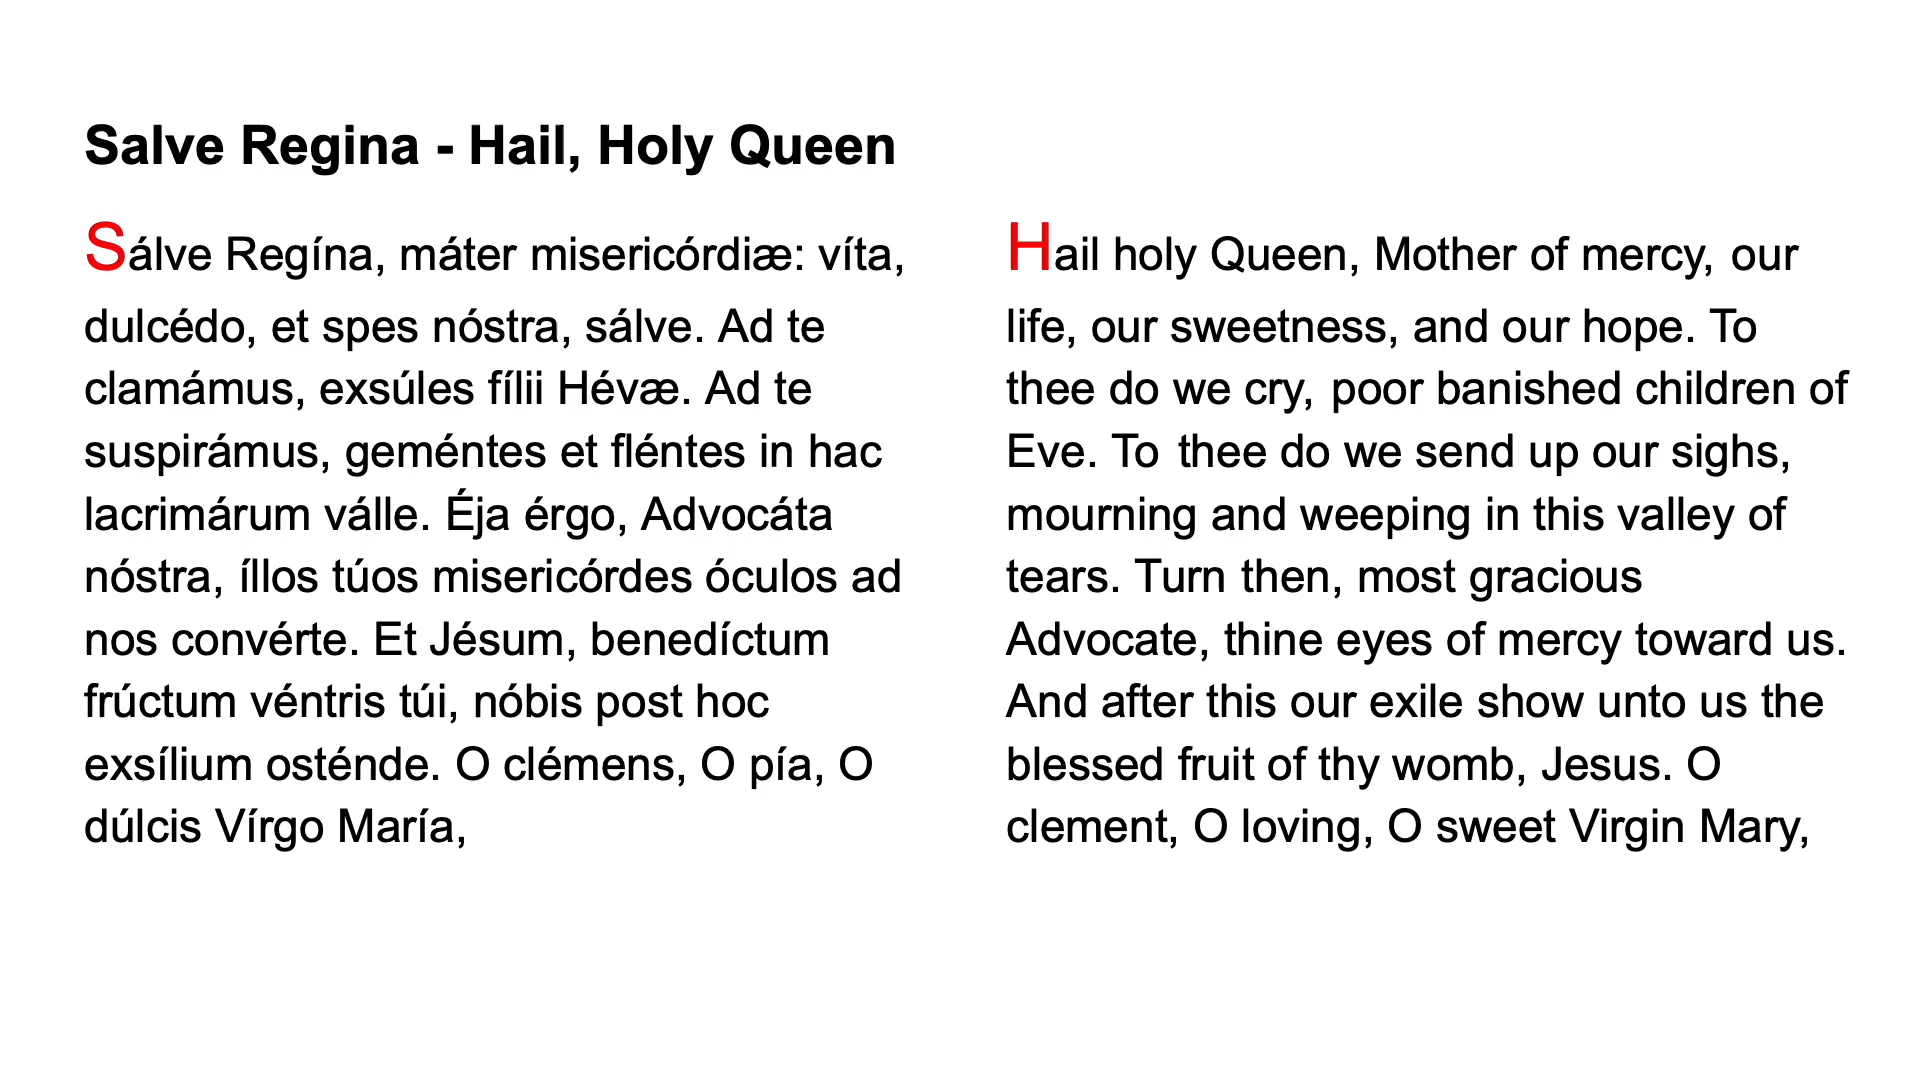 Salve Regina - Hail, Holy Queen
Sálve Regína, máter misericórdiæ: víta,
dulcédo, et spes nóstra, sálve. Ad te
clamámus, exsúles fílii Hévæ. Ad te
suspirámus, geméntes et fléntes in hac
lacrimárum válle. Éja érgo, Advocáta
nóstra, íllos túos misericórdes óculos ad
nos convérte. Et Jésum, benedíctum
frúctum véntris túi, nóbis post hoc
exsílium osténde. O clémens, O pía, O
dúlcis Vírgo María,
Hail holy Queen, Mother of mercy, our
life, our sweetness, and our hope. To
thee do we cry, poor banished children of
Eve. To thee do we send up our sighs,
mourning and weeping in this valley of
tears. Turn then, most gracious
Advocate, thine eyes of mercy toward us.
And after this our exile show unto us the
blessed fruit of thy womb, Jesus. O
clement, O loving, O sweet Virgin Mary,